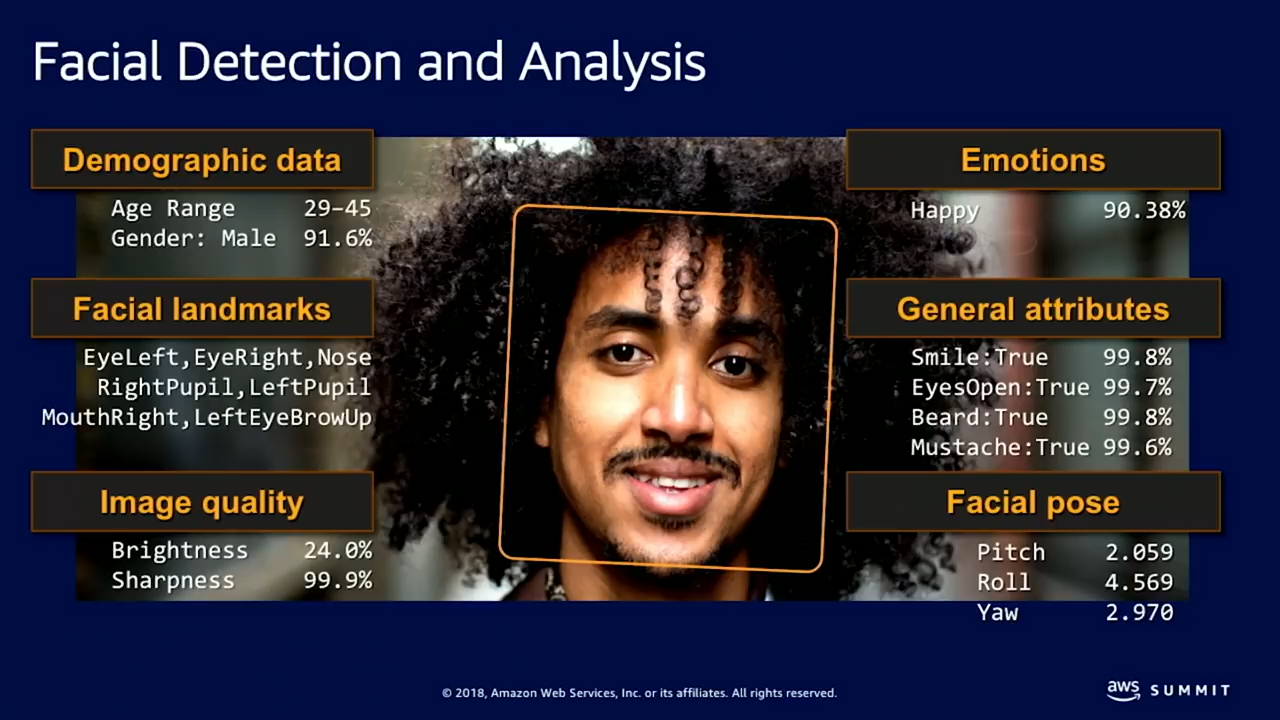 Facial Detection and Analysis
Demographic data
Age Range 29–45
Gender: Male 91.6%
Facial landmarks
EyeLeft,EyeRight,Nose
RightPupil,LeftPupil
MouthRight,LeftEyeBrowUp
Image quality
Brightness 24.0%
Sharpness 99.9%
Emotions
Happy 90.38%
General attributes
Smile:True 99.8%
EyesOpen:True 99.7%
Beard:True 99.8%
Mustache:True 99.6%
Facial pose
Pitch 2.059
Roll 4.569
Yaw 2.970
© 2018, Amazon Web Services, Inc. or its affiliates. All rights reserved.
aws SUMMIT